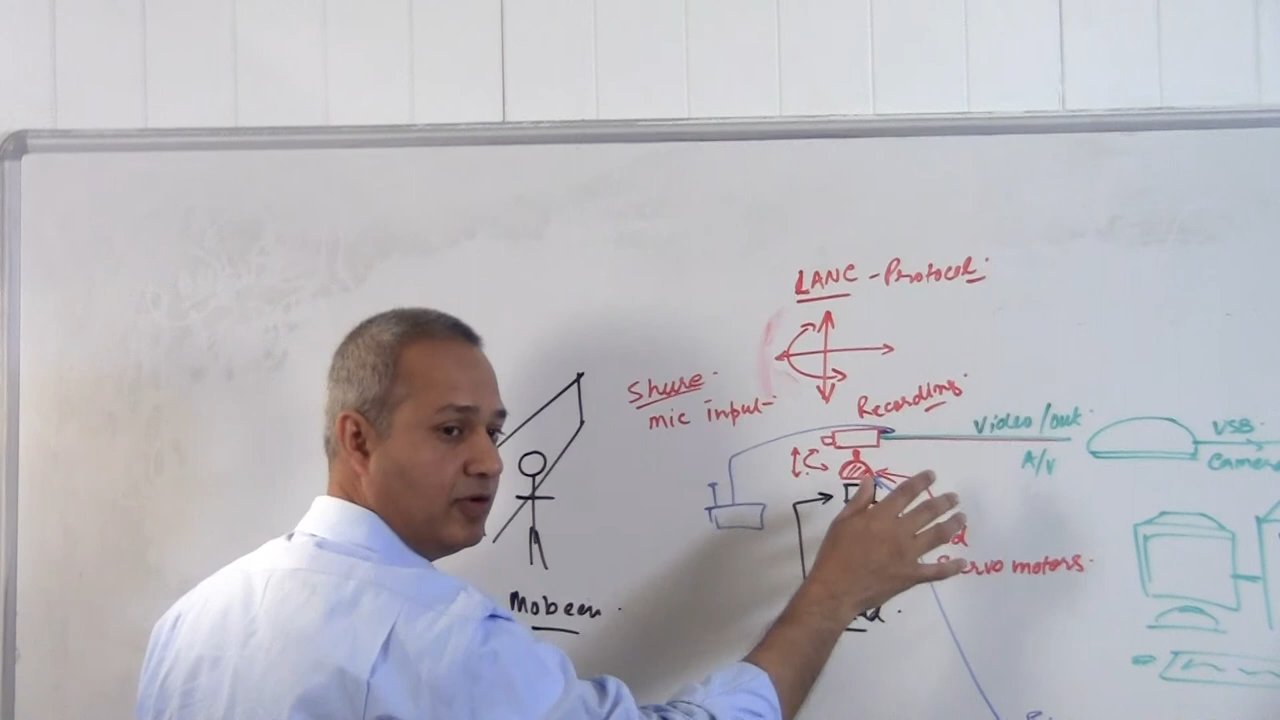 LANC - Protocol.
Shure.
mic input-
Recording.
Video/out.
A/V
USB.
Camera
Servo motors.
Mobeen.